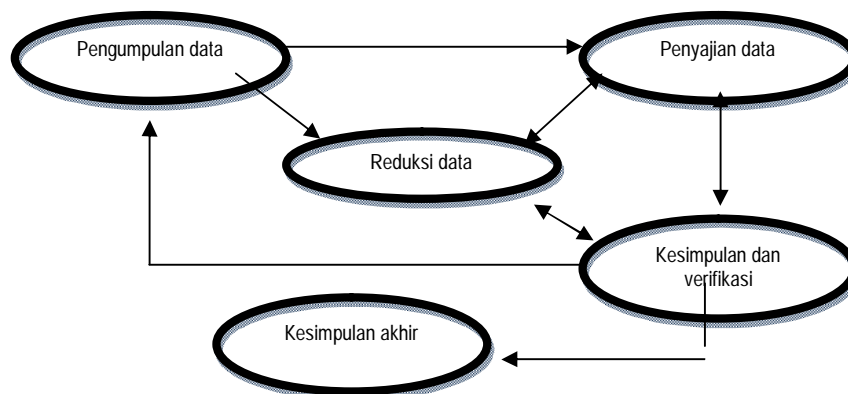 Pengumpulan data
Penyajian data
Reduksi data
Kesimpulan dan
verifikasi
Kesimpulan akhir